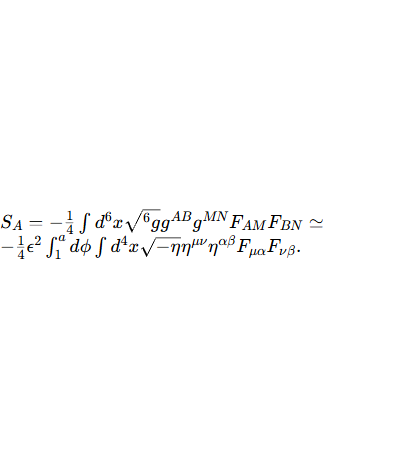 $S_A = -\frac{1}{4} \int d^6x \sqrt{^6g} g^{AB} g^{MN} F_{AM} F_{BN} \simeq$
$-\frac{1}{4} \epsilon^2 \int_1^a d\phi \int d^4x \sqrt{-\eta} \eta^{\mu\nu} \eta^{\alpha\beta} F_{\mu\alpha} F_{\nu\beta}.$